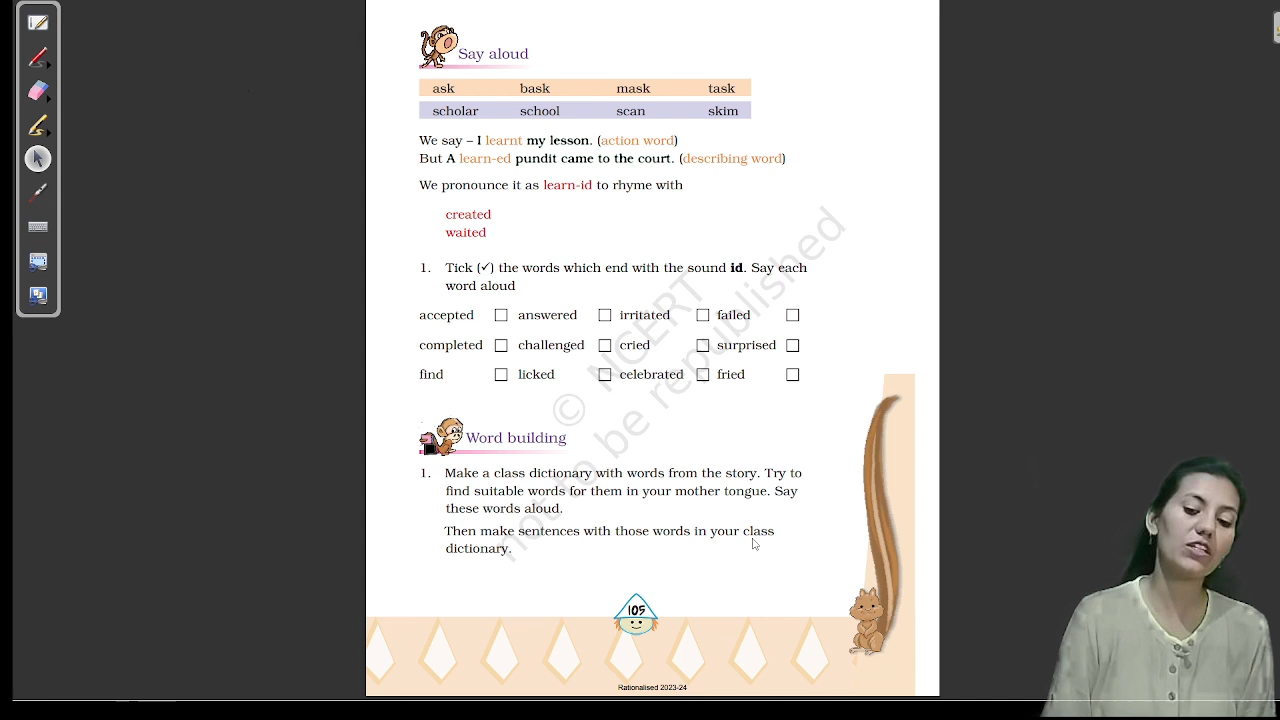 Say aloud
ask bask mask task
scholar school scan skim
We say – I learnt my lesson. (action word)
But A learn-ed pundit came to the court. (describing word)
We pronounce it as learn-id to rhyme with
created
waited
1. Tick (✓) the words which end with the sound id. Say each
word aloud
accepted answered irritated failed
completed challenged cried surprised
find licked celebrated fried
© NCERT
not to be republished
Word building
1. Make a class dictionary with words from the story. Try to
find suitable words for them in your mother tongue. Say
these words aloud.
Then make sentences with those words in your class
dictionary.
105
Rationalised 2023-24